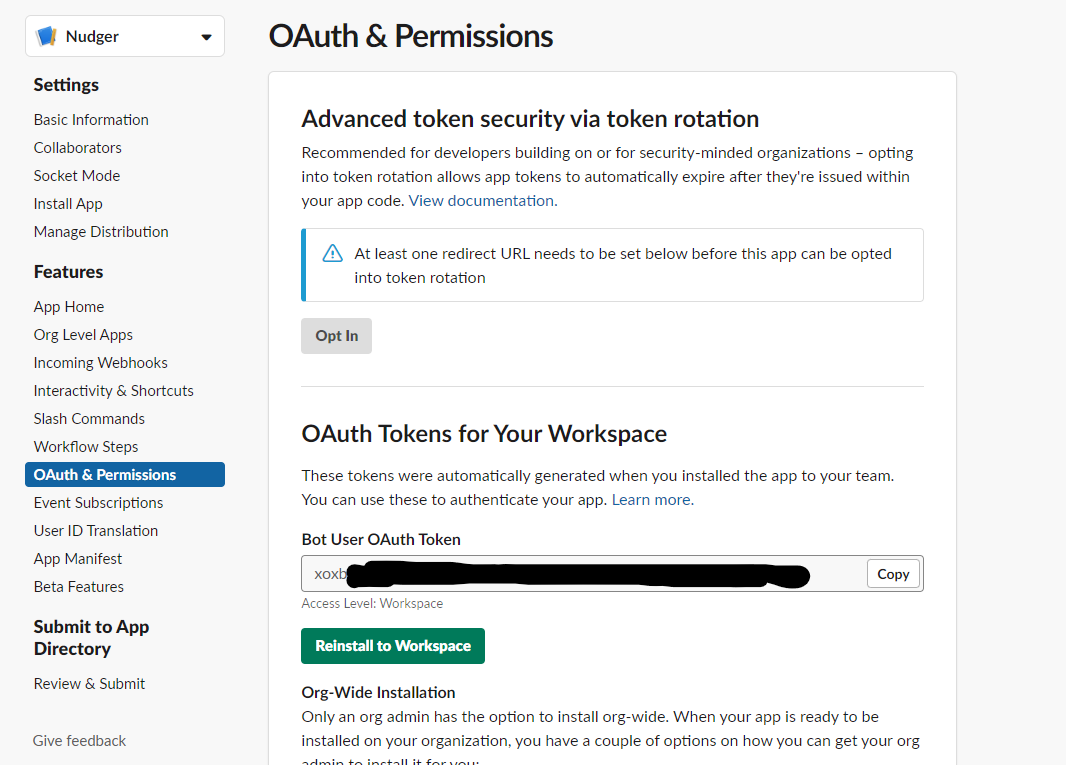 Nudger
Settings
Basic Information
Collaborators
Socket Mode
Install App
Manage Distribution
Features
App Home
Org Level Apps
Incoming Webhooks
Interactivity & Shortcuts
Slash Commands
Workflow Steps
OAuth & Permissions
Event Subscriptions
User ID Translation
App Manifest
Beta Features
Submit to App
Directory
Review & Submit
Give feedback
OAuth & Permissions
Advanced token security via token rotation
Recommended for developers building on or for security-minded organizations – opting
into token rotation allows app tokens to automatically expire after they're issued within
your app code. View documentation.
At least one redirect URL needs to be set below before this app can be opted
into token rotation
Opt In
OAuth Tokens for Your Workspace
These tokens were automatically generated when you installed the app to your team.
You can use these to authenticate your app. Learn more.
Bot User OAuth Token
xoxb
Copy
Access Level: Workspace
Reinstall to Workspace
Org-Wide Installation
Only an org admin has the option to install org-wide. When your app is ready to be
installed on your organization, you have a couple of options on how you can get your org
admin to install it for you: